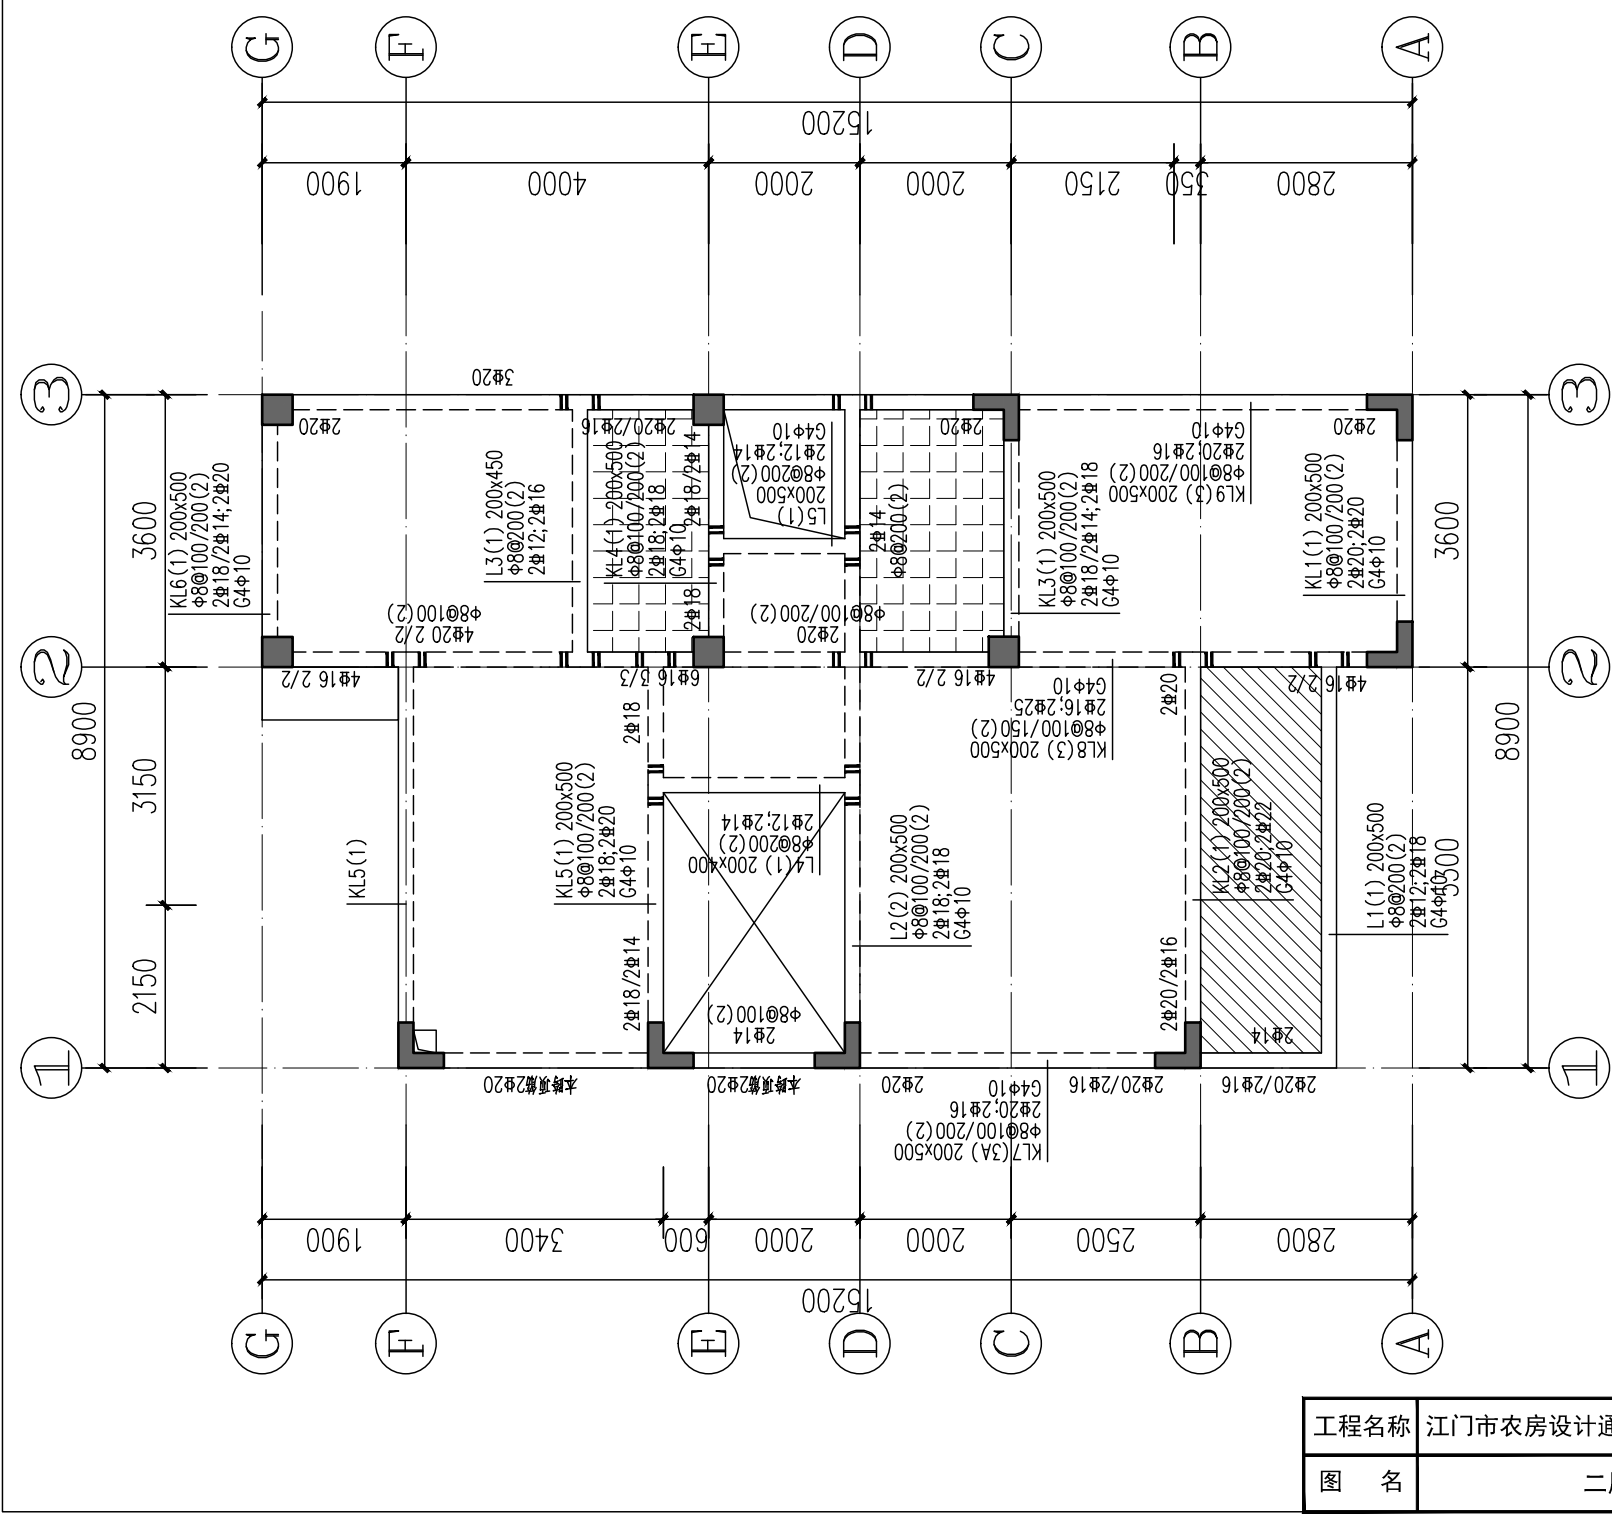 G
F
E
D
C
B
A
15200
1900
4000
2000
2000
2150
350
2800
3
3
3600
8900
3600
8900
2
2
3150
2150
1
1
3Φ20
2Φ20
2Φ20/2Φ16
2Φ20
2Φ20
KL6(1) 200x500
Φ8@100/200(2)
2Φ18/2Φ14;2Φ20
G4Φ10
L3(1) 200x450
Φ8@200(2)
2Φ12;2Φ16
KL4(1) 200x500
Φ8@100/200(2)
2Φ18;2Φ18
G4Φ10
2Φ18/2Φ14
2Φ18
L5(1)
200x500
Φ8@200(2)
2Φ12;2Φ14
G4Φ10
2Φ14
Φ8@200(2)
KL9(3) 200x500
Φ8@100/200(2)
2Φ20;2Φ16
G4Φ10
KL3(1) 200x500
Φ8@100/200(2)
2Φ18/2Φ14;2Φ18
G4Φ10
KL1(1) 200x500
Φ8@100/200(2)
2Φ20;2Φ20
G4Φ10
Φ8@100(2)
4Φ20 2/2
Φ8@100/200(2)
2Φ20
4Φ16 2/2
6Φ16 3/3
4Φ16 2/2
4Φ16 2/2
2Φ18
2Φ20
KL8(3) 200x500
Φ8@100/150(2)
2Φ16;2Φ25
G4Φ10
KL5(1)
KL5(1) 200x500
Φ8@100/200(2)
2Φ18;2Φ20
G4Φ10
L4(1) 200x400
Φ8@200(2)
2Φ12;2Φ14
L2(2) 200x500
Φ8@100/200(2)
2Φ18;2Φ18
G4Φ10
KL2(1) 200x500
Φ8@100/200(2)
2Φ20;2Φ22
G4Φ10
L1(1) 200x500
Φ8@200(2)
2Φ12;2Φ18
G4Φ10
5300
2Φ18/2Φ14
Φ8@100(2)
2Φ14
2Φ20/2Φ16
2Φ14
2Φ20
2Φ20
2Φ20
2Φ20/2Φ16
2Φ20/2Φ16
KL7(3A) 200x500
Φ8@100/200(2)
2Φ20;2Φ16
G4Φ10
1900
3400
600
2000
2000
2500
2800
15200
G
F
E
D
C
B
A
工程名称 江门市农房设计通
图 名 二